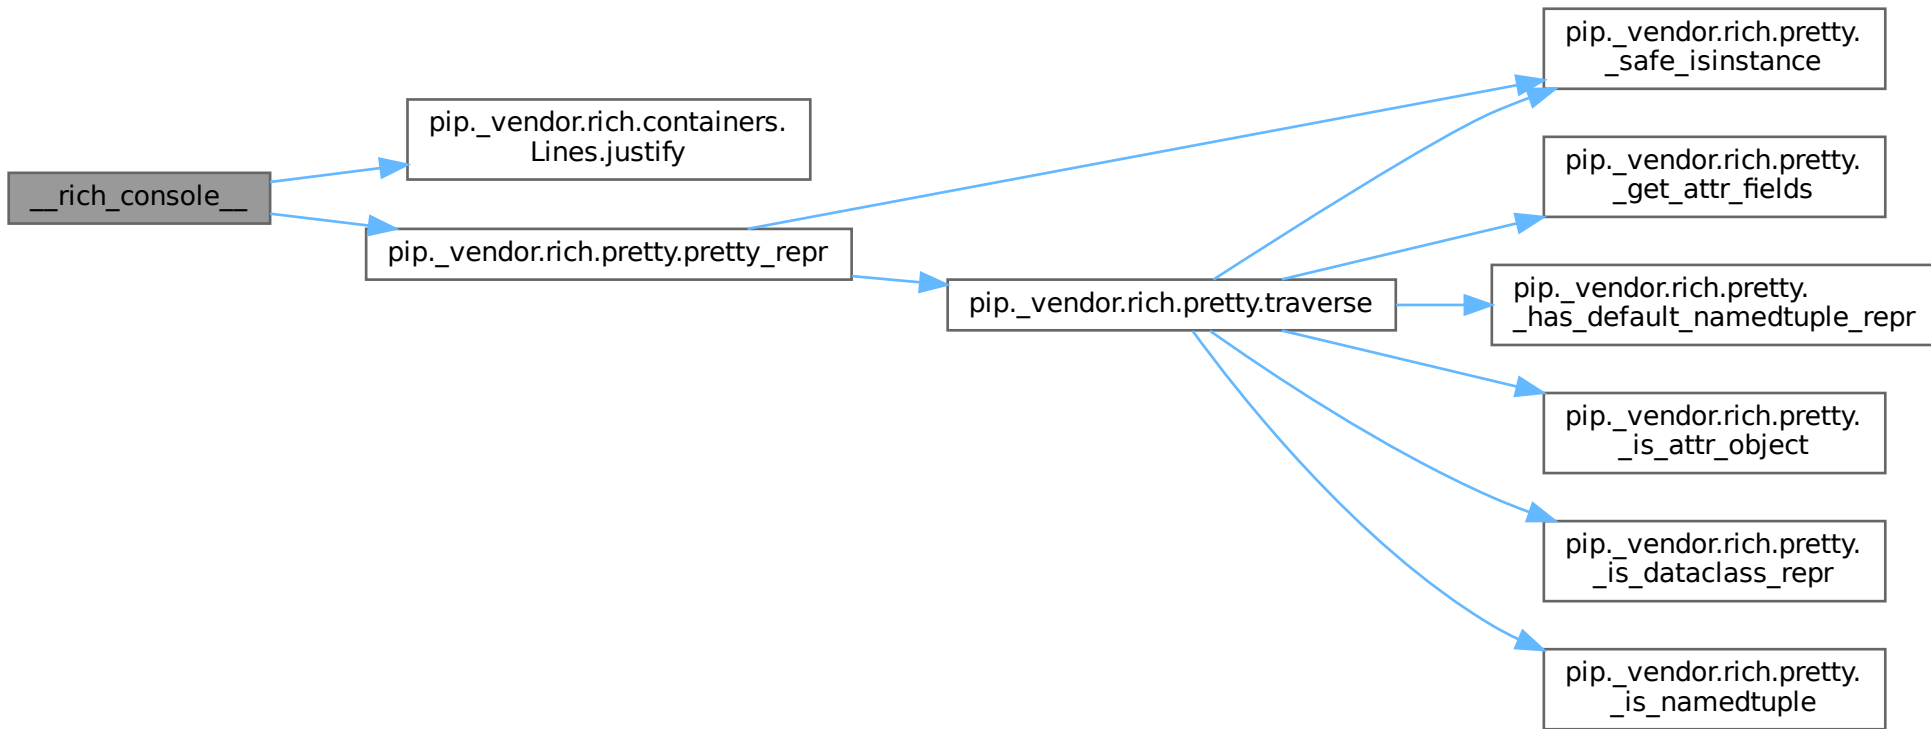 __rich_console__
pip._vendor.rich.containers.
Lines.justify
pip._vendor.rich.pretty.pretty_repr
pip._vendor.rich.pretty.traverse
pip._vendor.rich.pretty.
_safe_isinstance
pip._vendor.rich.pretty.
_get_attr_fields
pip._vendor.rich.pretty.
_has_default_namedtuple_repr
pip._vendor.rich.pretty.
_is_attr_object
pip._vendor.rich.pretty.
_is_dataclass_repr
pip._vendor.rich.pretty.
_is_namedtuple